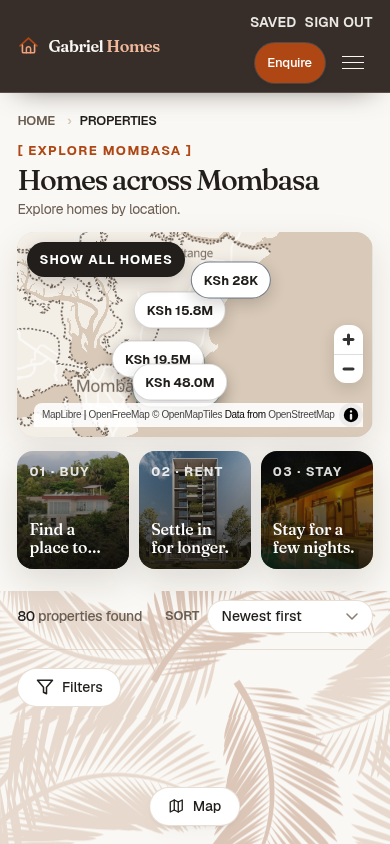 SAVED SIGN OUT
Gabriel Homes
Enquire
HOME › PROPERTIES
[ EXPLORE MOMBASA ]
Homes across Mombasa
Explore homes by location.
SHOW ALL HOMES
KSh 28K
KSh 15.8M
KSh 19.5M
KSh 48.0M
MapLibre | OpenFreeMap © OpenMapTiles Data from OpenStreetMap
01 · BUY
Find a
place to…
02 · RENT
Settle in
for longer.
03 · STAY
Stay for a
few nights.
80 properties found
SORT
Newest first
Filters
Map